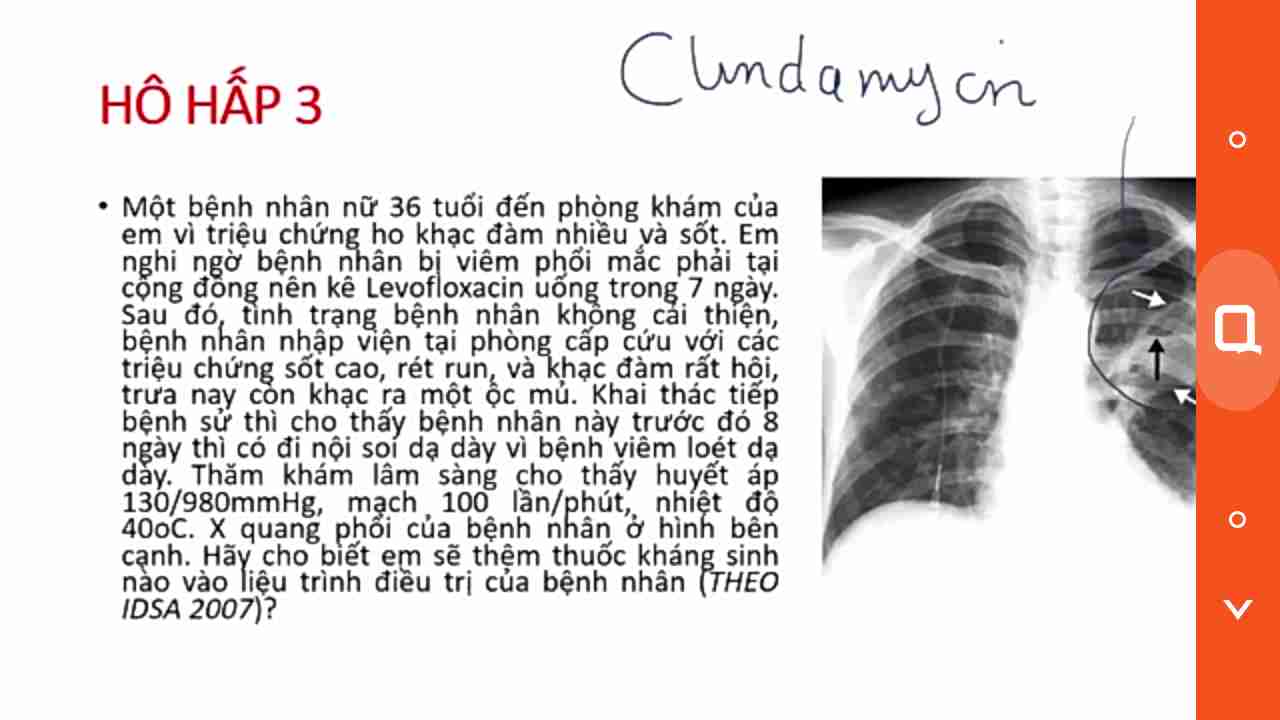 Clindamycin
HÔ HẤP 3
• Một bệnh nhân nữ 36 tuổi đến phòng khám của
em vì triệu chứng ho khạc đàm nhiều và sốt. Em
nghi ngờ bệnh nhân bị viêm phổi mắc phải tại
cộng đồng nên kê Levofloxacin uống trong 7 ngày.
Sau đó, tình trạng bệnh nhân không cải thiện,
bệnh nhân nhập viện tại phòng cấp cứu với các
triệu chứng sốt cao, rét run, và khạc đàm rất hôi,
trưa nay còn khạc ra một ộc mủ. Khai thác tiếp
bệnh sử thì cho thấy bệnh nhân này trước đó 8
ngày thì có đi nội soi dạ dày vì bệnh viêm loét dạ
dày. Thăm khám lâm sàng cho thấy huyết áp
130/980mmHg, mạch 100 lần/phút, nhiệt độ
40oC. X quang phổi của bệnh nhân ở hình bên
cạnh. Hãy cho biết em sẽ thêm thuốc kháng sinh
nào vào liệu trình điều trị của bệnh nhân (THEO
IDSA 2007)?